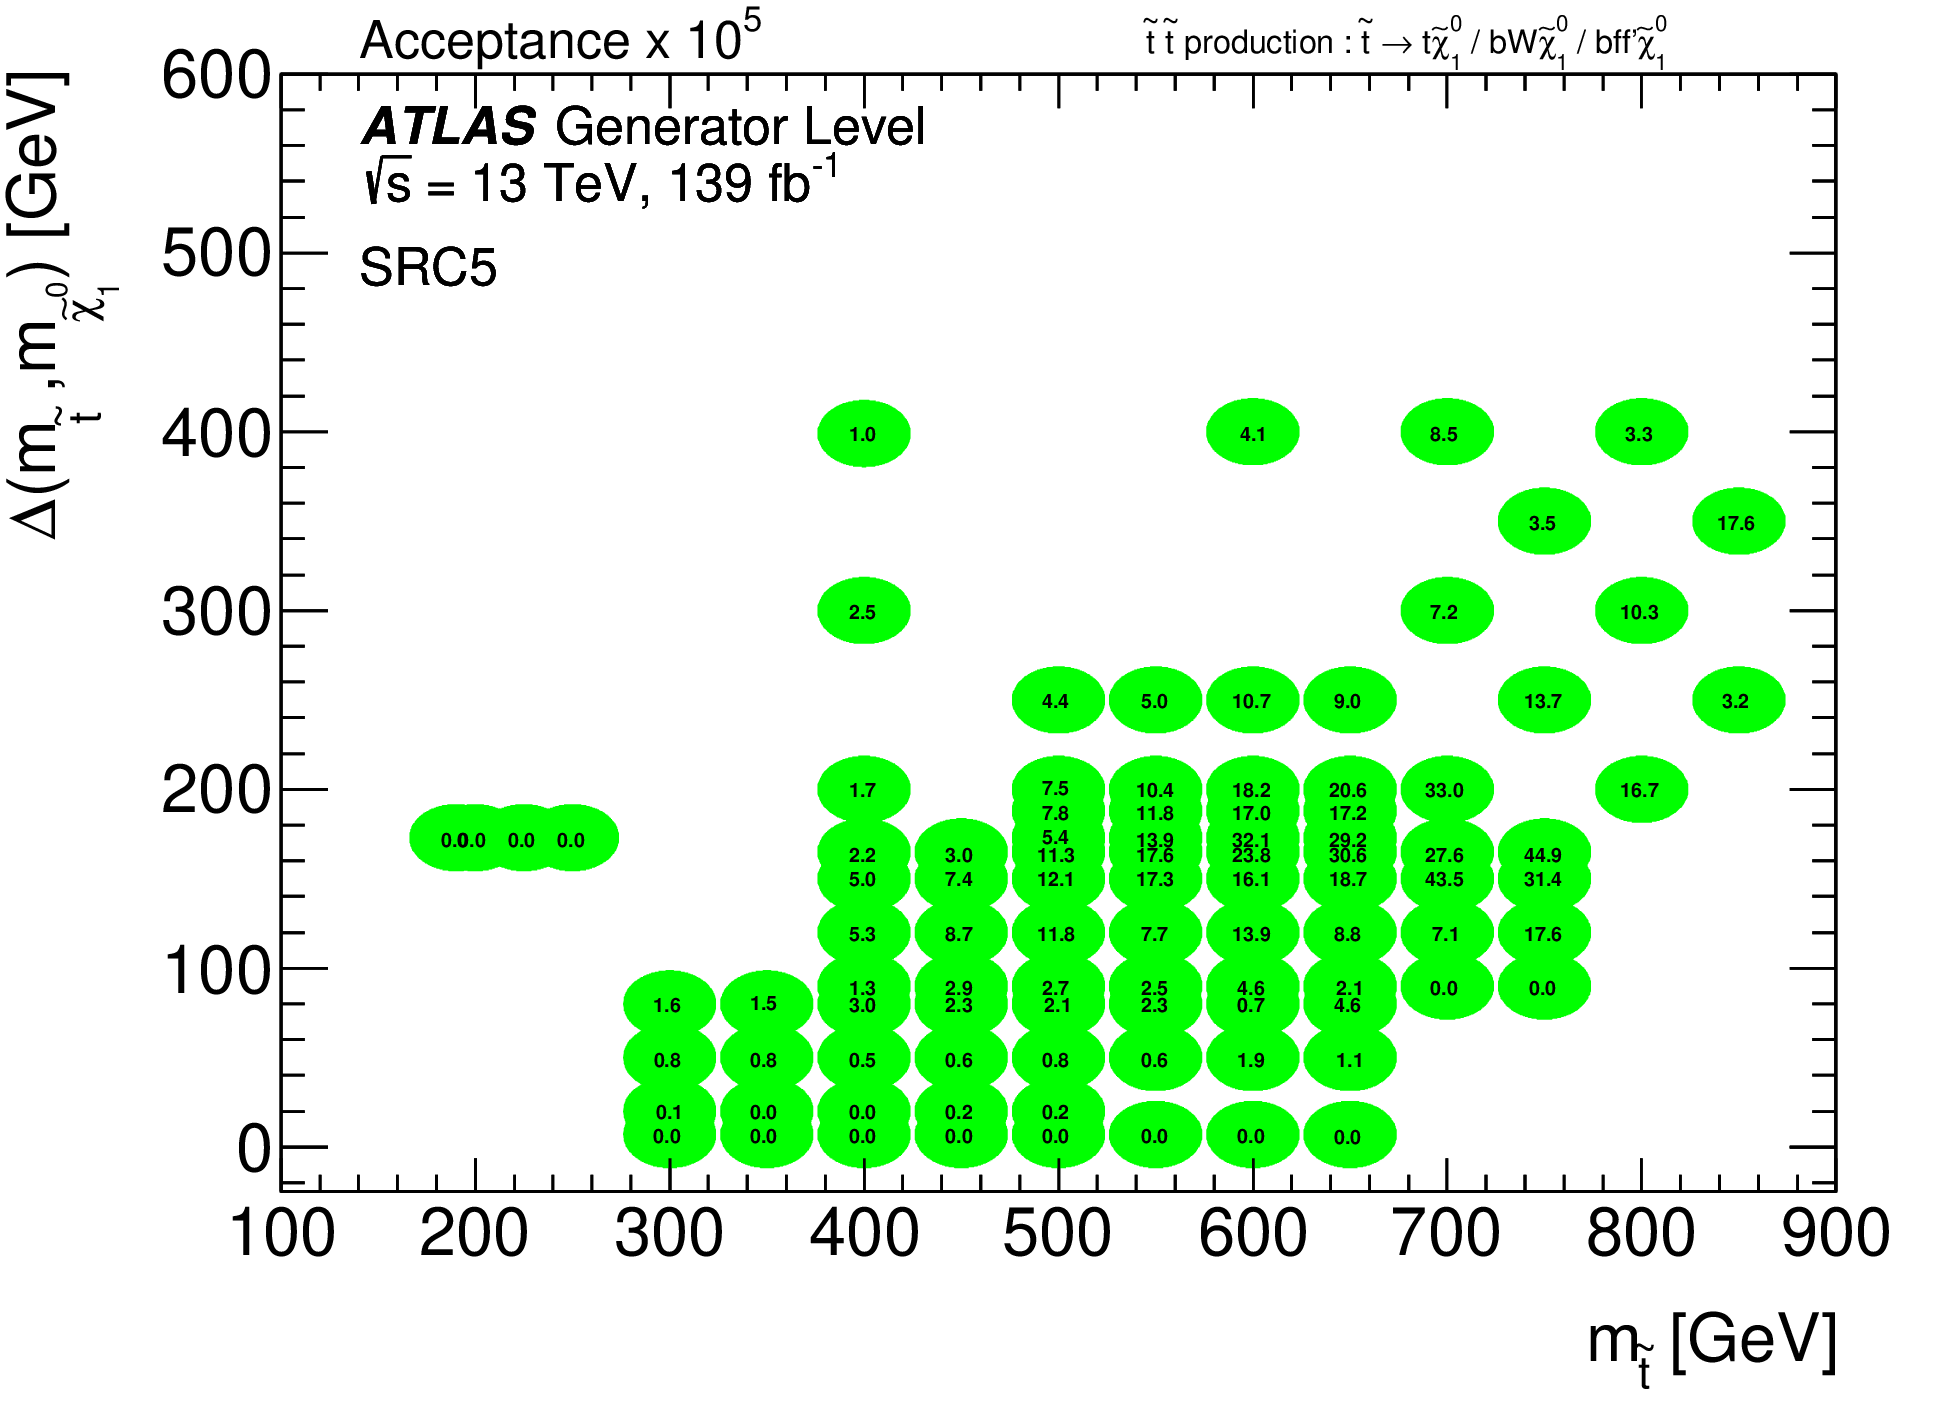 Acceptance x 10⁵
t̃ t̃ production : t̃ → tχ̃⁰₁ / bWχ̃⁰₁ / bff'χ̃⁰₁
ATLAS Generator Level
√s = 13 TeV, 139 fb⁻¹
SRC5
Δ(m_t̃ , m_χ̃⁰₁) [GeV]
600
500
400
300
200
100
0
1.0 4.1 8.5 3.3
3.5 17.6
2.5 7.2 10.3
4.4 5.0 10.7 9.0 13.7 3.2
1.7 7.5 10.4 18.2 20.6 33.0 16.7
7.8 11.8 17.0 17.2
0.0 0.0 0.0 0.0 5.4 13.9 32.1 29.2
2.2 3.0 11.3 17.6 23.8 30.6 27.6 44.9
5.0 7.4 12.1 17.3 16.1 18.7 43.5 31.4
5.3 8.7 11.8 7.7 13.9 8.8 7.1 17.6
1.3 2.9 2.7 2.5 4.6 2.1 0.0 0.0
1.6 1.5 3.0 2.3 2.1 2.3 0.7 4.6
0.8 0.8 0.5 0.6 0.8 0.6 1.9 1.1
0.1 0.0 0.0 0.2 0.2
0.0 0.0 0.0 0.0 0.0 0.0 0.0 0.0
100 200 300 400 500 600 700 800 900
m_t̃ [GeV]